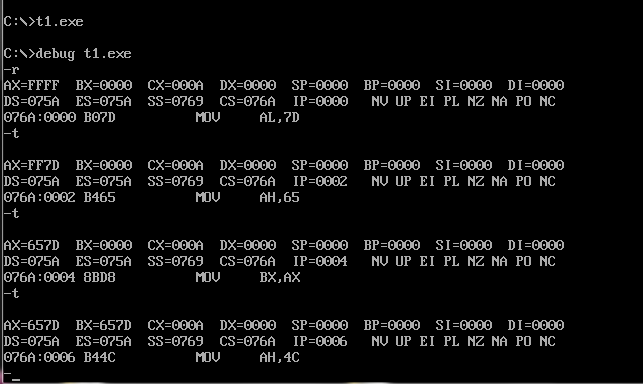 C:\>t1.exe
C:\>debug t1.exe
-r
AX=FFFF BX=0000 CX=000A DX=0000 SP=0000 BP=0000 SI=0000 DI=0000
DS=075A ES=075A SS=0769 CS=076A IP=0000 NV UP EI PL NZ NA PO NC
076A:0000 B07D MOV AL,7D
-t
AX=FF7D BX=0000 CX=000A DX=0000 SP=0000 BP=0000 SI=0000 DI=0000
DS=075A ES=075A SS=0769 CS=076A IP=0002 NV UP EI PL NZ NA PO NC
076A:0002 B465 MOV AH,65
-t
AX=657D BX=0000 CX=000A DX=0000 SP=0000 BP=0000 SI=0000 DI=0000
DS=075A ES=075A SS=0769 CS=076A IP=0004 NV UP EI PL NZ NA PO NC
076A:0004 8BD8 MOV BX,AX
-t
AX=657D BX=657D CX=000A DX=0000 SP=0000 BP=0000 SI=0000 DI=0000
DS=075A ES=075A SS=0769 CS=076A IP=0006 NV UP EI PL NZ NA PO NC
076A:0006 B44C MOV AH,4C
-_